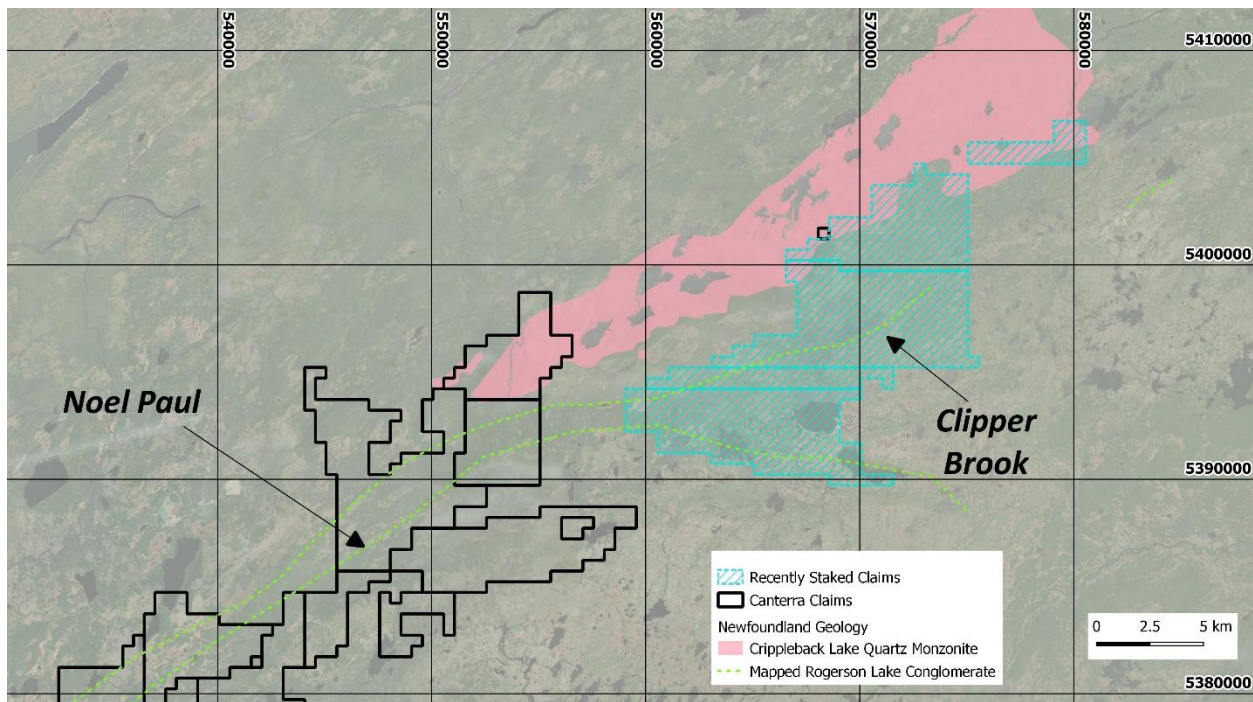 540000
550000
560000
570000
580000
5410000
5400000
Noel Paul
Clipper
Brook
5390000
Recently Staked Claims
Canterra Claims
Newfoundland Geology
Crippleback Lake Quartz Monzonite
Mapped Rogerson Lake Conglomerate
0 2.5 5 km
5380000